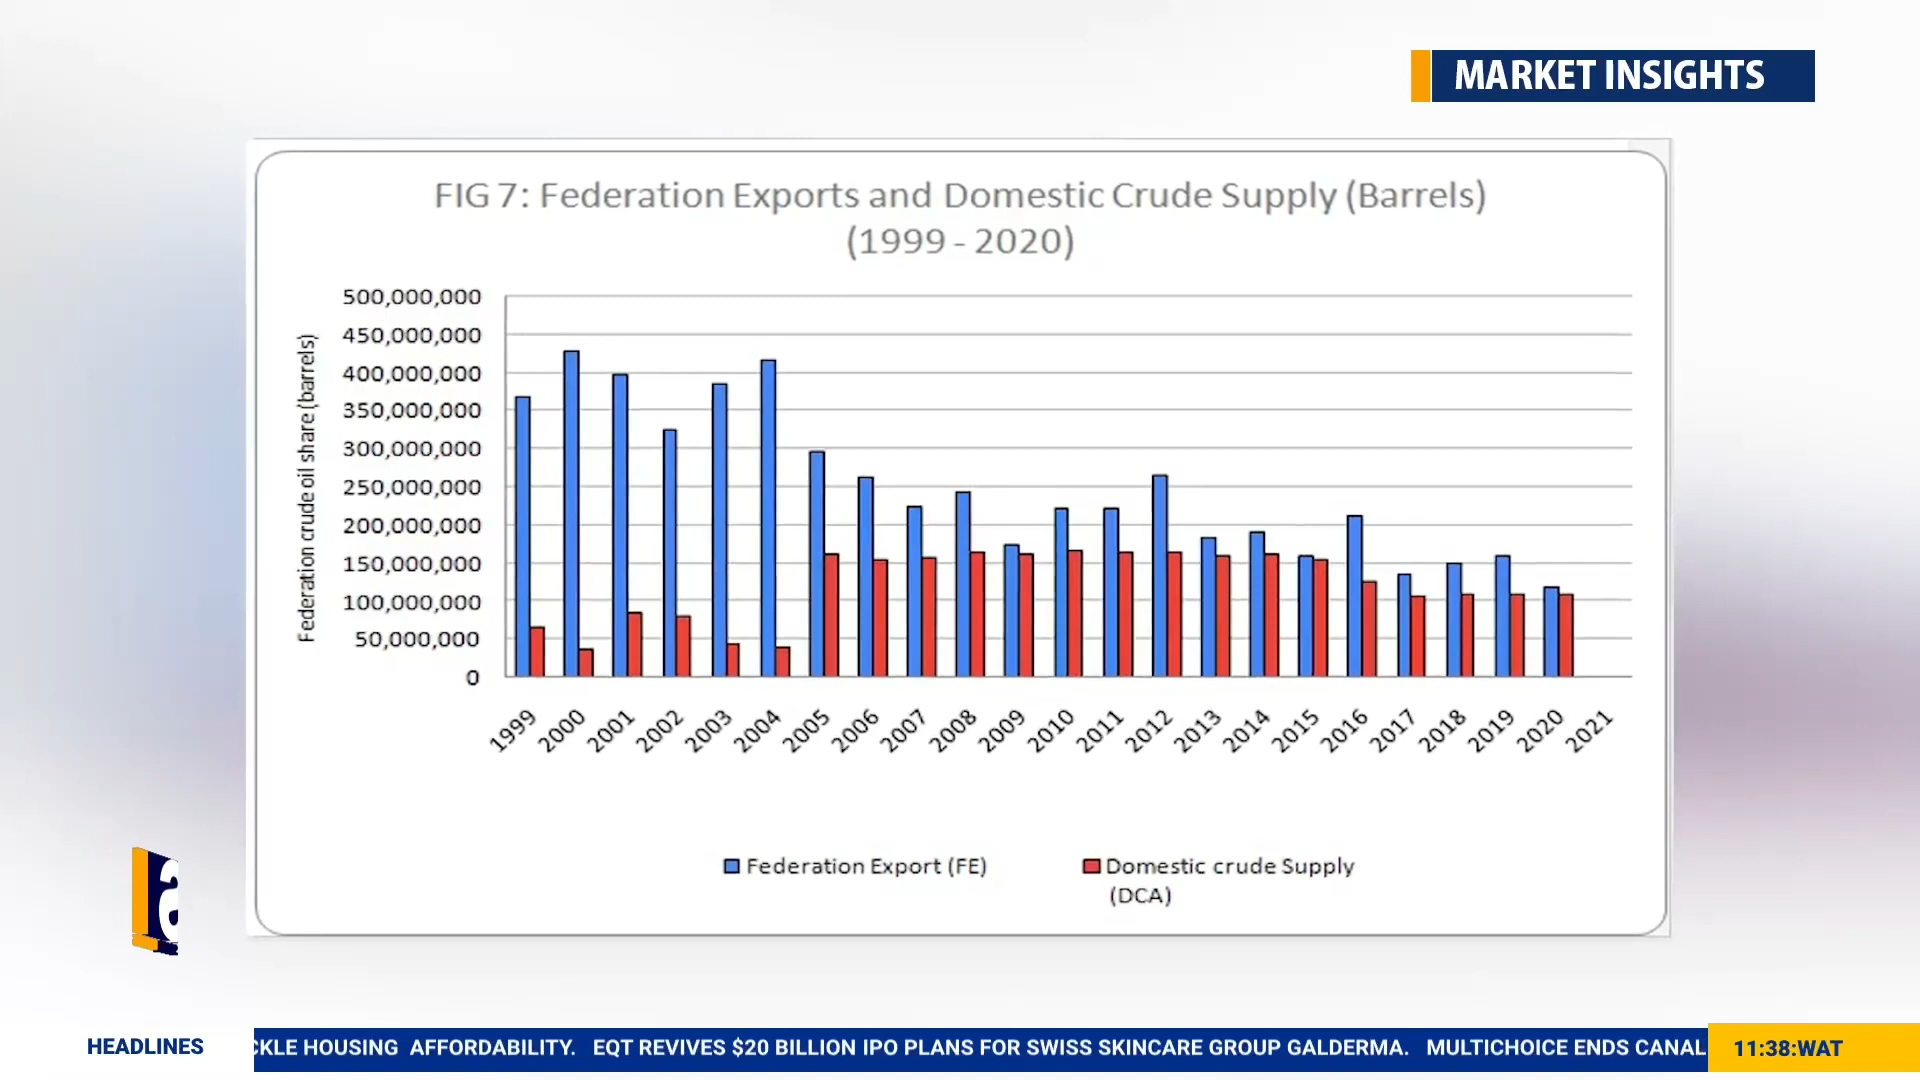 MARKET INSIGHTS
FIG 7: Federation Exports and Domestic Crude Supply (Barrels)
(1999 - 2020)
Federation crude oil share (barrels)
500,000,000
450,000,000
400,000,000
350,000,000
300,000,000
250,000,000
200,000,000
150,000,000
100,000,000
50,000,000
0
1999 2000 2001 2002 2003 2004 2005 2006 2007 2008 2009 2010 2011 2012 2013 2014 2015 2016 2017 2018 2019 2020 2021
Federation Export (FE)
Domestic crude Supply
(DCA)
a
HEADLINES
CKLE HOUSING AFFORDABILITY. EQT REVIVES $20 BILLION IPO PLANS FOR SWISS SKINCARE GROUP GALDERMA. MULTICHOICE ENDS CANAL
11:38:WAT